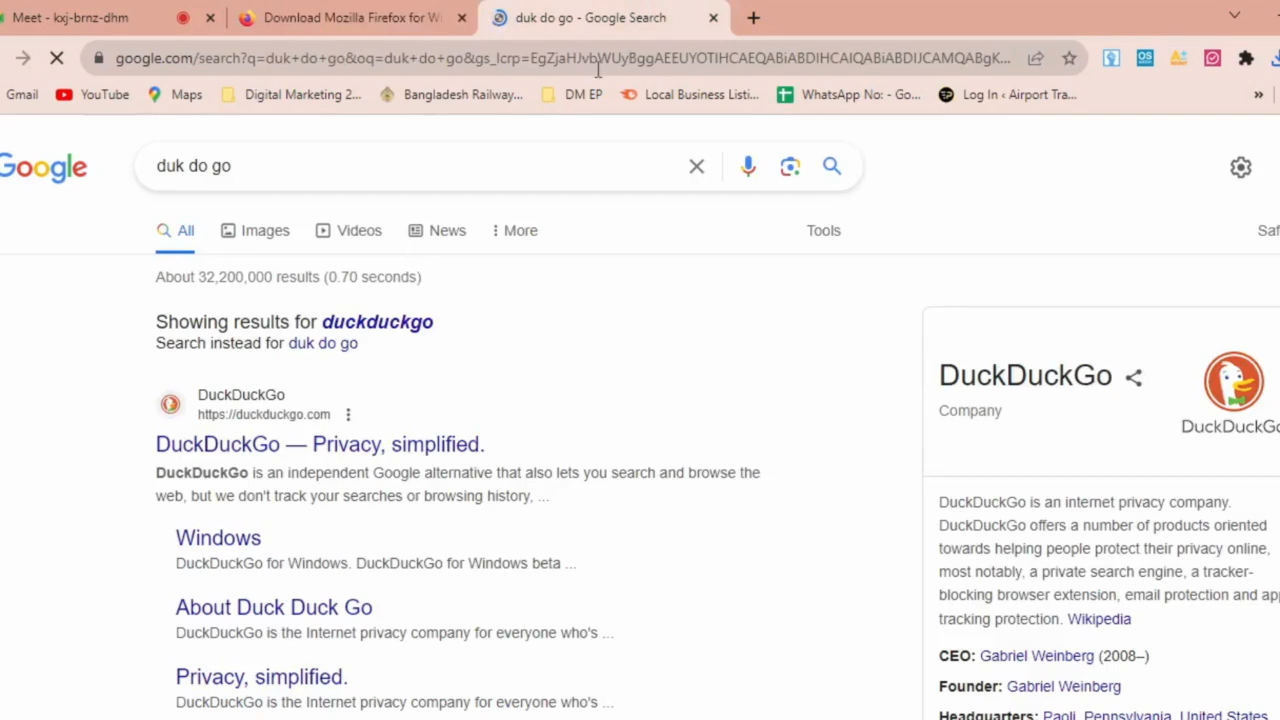 Meet - kxj-brnz-dhm
Download Mozilla Firefox for Wi
duk do go - Google Search
google.com/search?q=duk+do+go&oq=duk+do+go&gs_lcrp=EgZjaHJvbWUyBggAEEUYOTIHCAEQABiABDIHCAIQABiABDIJCAMQABgK...
Gmail
YouTube
Maps
Digital Marketing 2...
Bangladesh Railway...
DM EP
Local Business Listi...
WhatsApp No: - Go...
Log In ‹ Airport Tra...
»
Google
duk do go
All
Images
Videos
News
More
Tools
Saf
About 32,200,000 results (0.70 seconds)
Showing results for duckduckgo
Search instead for duk do go
DuckDuckGo
https://duckduckgo.com
DuckDuckGo — Privacy, simplified.
DuckDuckGo is an independent Google alternative that also lets you search and browse the
web, but we don't track your searches or browsing history, ...
Windows
DuckDuckGo for Windows. DuckDuckGo for Windows beta ...
About Duck Duck Go
DuckDuckGo is the Internet privacy company for everyone who's ...
Privacy, simplified.
DuckDuckGo is the Internet privacy company for everyone who's ...
DuckDuckGo
Company
DuckDuckGo
DuckDuckGo is an internet privacy company.
DuckDuckGo offers a number of products oriented
towards helping people protect their privacy online,
most notably, a private search engine, a tracker-
blocking browser extension, email protection and app
tracking protection. Wikipedia
CEO: Gabriel Weinberg (2008–)
Founder: Gabriel Weinberg
Headquarters: Paoli, Pennsylvania, United States